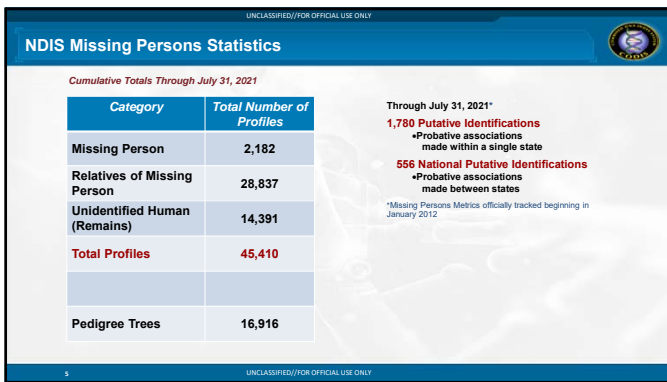 UNCLASSIFIED//FOR OFFICIAL USE ONLY
NDIS Missing Persons Statistics
CODIS
Cumulative Totals Through July 31, 2021
Category
Total Number of
Profiles
Missing Person
2,182
Relatives of Missing
Person
28,837
Unidentified Human
(Remains)
14,391
Total Profiles
45,410
Pedigree Trees
16,916
Through July 31, 2021*
1,780 Putative Identifications
•Probative associations
made within a single state
556 National Putative Identifications
•Probative associations
made between states
*Missing Persons Metrics officially tracked beginning in
January 2012
5
UNCLASSIFIED//FOR OFFICIAL USE ONLY